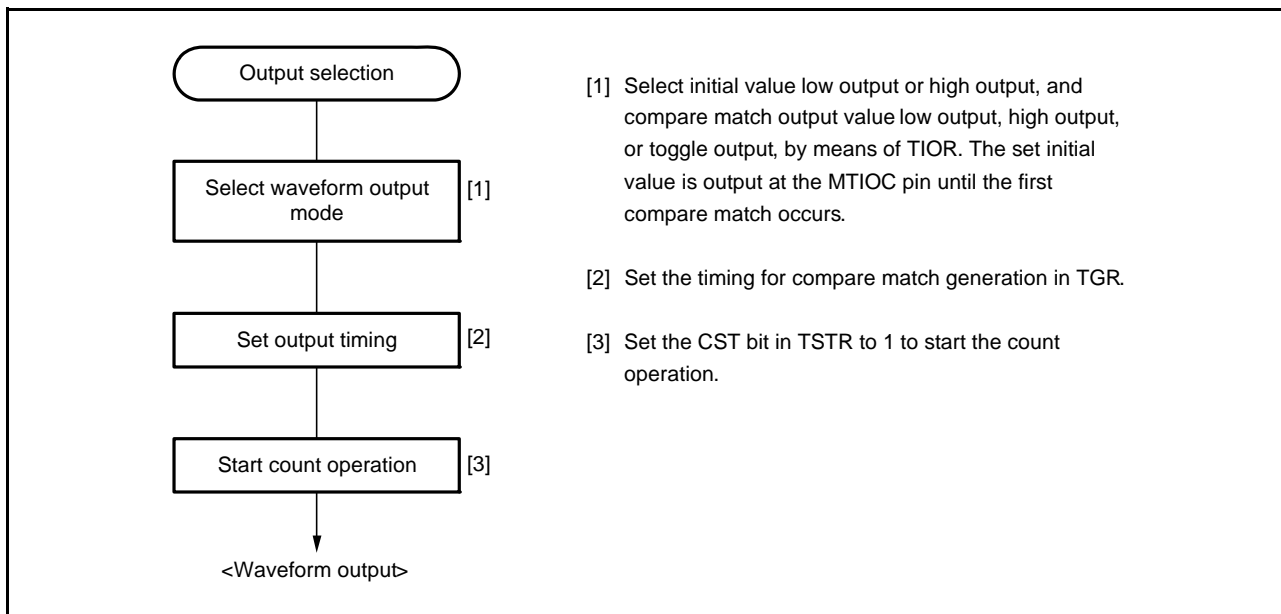 Output selection
Select waveform output
mode
[1]
Set output timing
[2]
Start count operation
[3]
<Waveform output>
[1] Select initial value low output or high output, and
compare match output value low output, high output,
or toggle output, by means of TIOR. The set initial
value is output at the MTIOC pin until the first
compare match occurs.
[2] Set the timing for compare match generation in TGR.
[3] Set the CST bit in TSTR to 1 to start the count
operation.